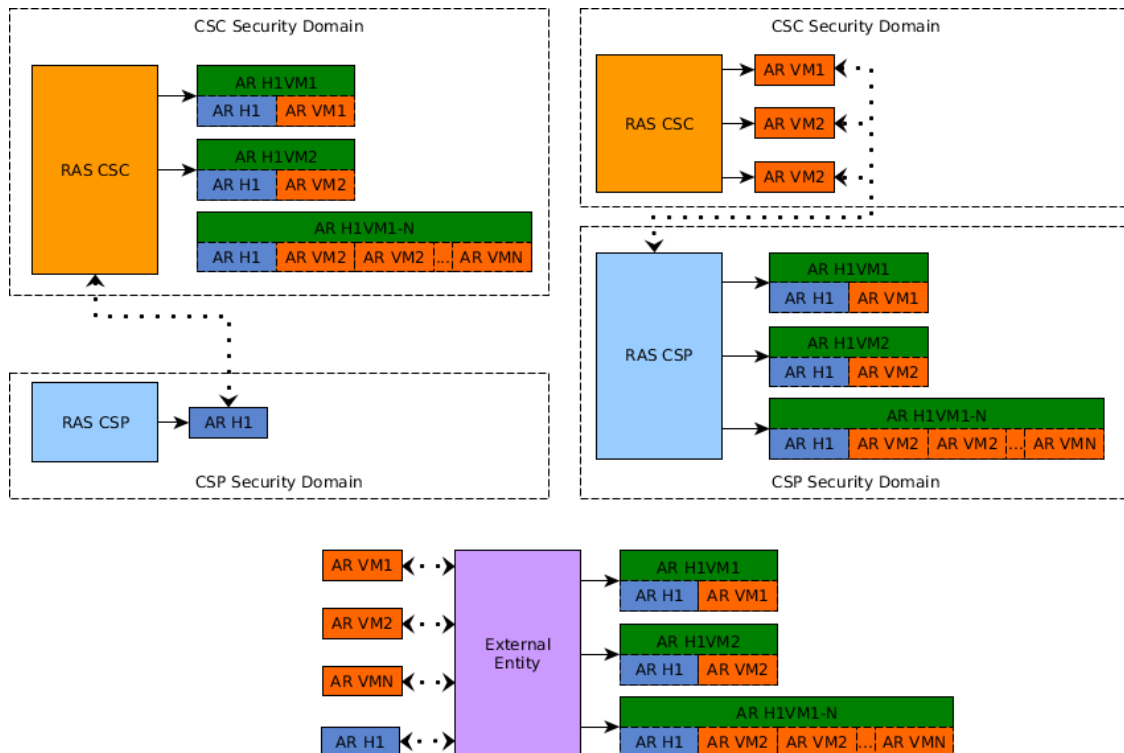 CSC Security Domain
RAS CSC
AR H1VM1
AR H1 AR VM1
AR H1VM2
AR H1 AR VM2
AR H1VM1-N
AR H1 AR VM2 AR VM2 ... AR VMN
RAS CSP
AR H1
CSP Security Domain
CSC Security Domain
RAS CSC
AR VM1
AR VM2
AR VM2
RAS CSP
AR H1VM1
AR H1 AR VM1
AR H1VM2
AR H1 AR VM2
AR H1VM1-N
AR H1 AR VM2 AR VM2 ... AR VMN
CSP Security Domain
AR VM1
AR VM2
AR VMN
AR H1
External
Entity
AR H1VM1
AR H1 AR VM1
AR H1VM2
AR H1 AR VM2
AR H1VM1-N
AR H1 AR VM2 AR VM2 ... AR VMN